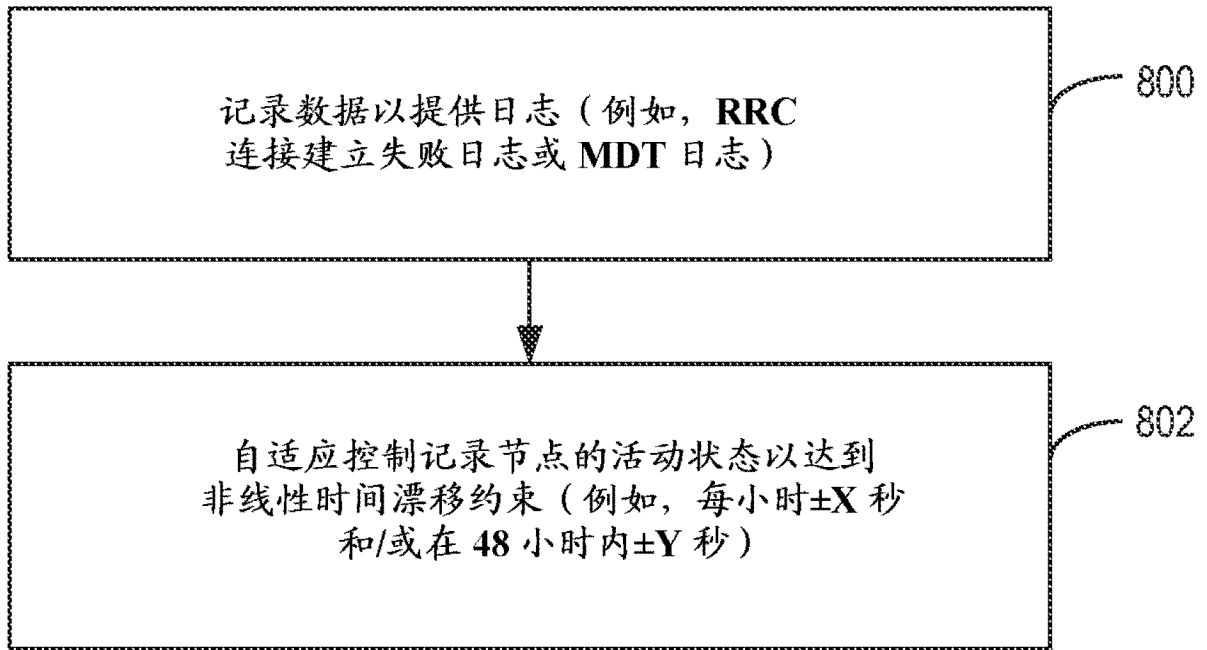 记录数据以提供日志（例如，RRC
连接建立失败日志或 MDT 日志）
800
自适应控制记录节点的活动状态以达到
非线性时间漂移约束（例如，每小时±X 秒
和/或在 48 小时内±Y 秒）
802